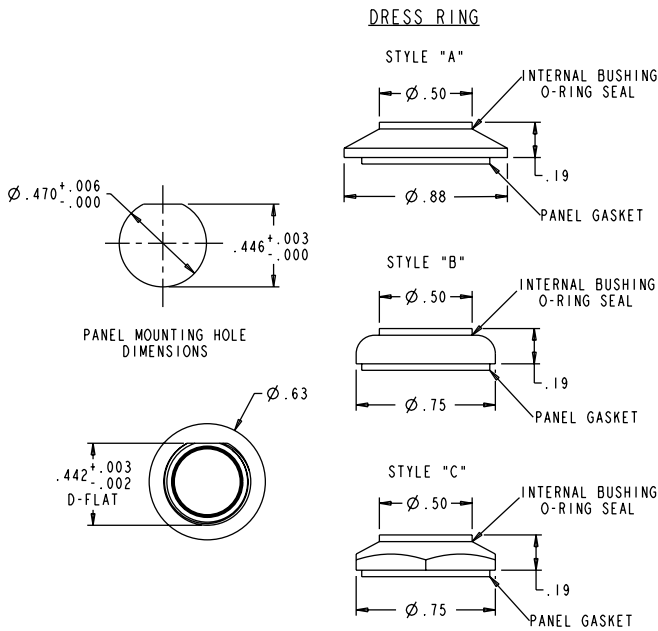 DRESS RING
STYLE "A"
INTERNAL BUSHING
O-RING SEAL
Ø.50
.19
Ø.88
PANEL GASKET
Ø.470 +.006
-.000
.446 +.003
-.000
PANEL MOUNTING HOLE
DIMENSIONS
STYLE "B"
INTERNAL BUSHING
O-RING SEAL
Ø.50
.19
Ø.75
PANEL GASKET
Ø.63
.442 +.003
-.002
D-FLAT
STYLE "C"
INTERNAL BUSHING
O-RING SEAL
Ø.50
.19
Ø.75
PANEL GASKET